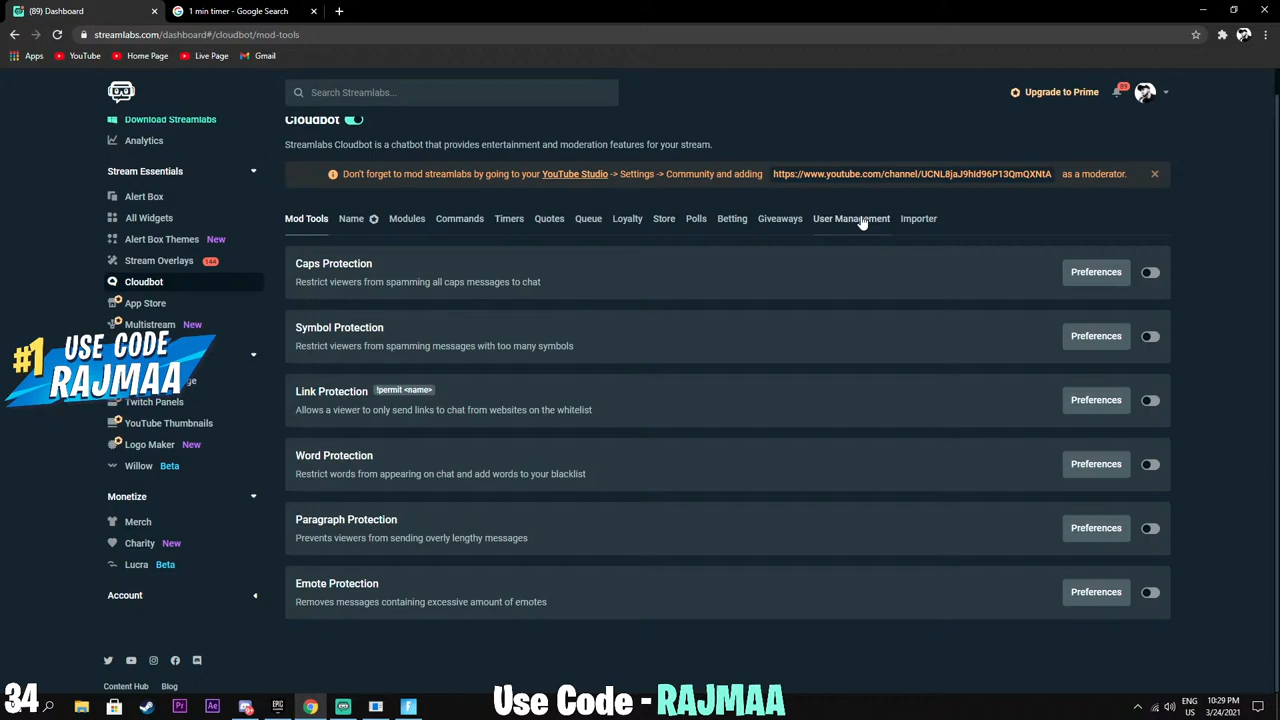 (89) Dashboard
1 min timer - Google Search
streamlabs.com/dashboard#/cloudbot/mod-tools
Apps YouTube Home Page Live Page Gmail
Search Streamlabs...
Upgrade to Prime
89
Download Streamlabs
Analytics
Stream Essentials
Alert Box
All Widgets
Alert Box Themes New
Stream Overlays 144
Cloudbot
App Store
Multistream New
Twitch Panels
YouTube Thumbnails
Logo Maker New
Willow Beta
Monetize
Merch
Charity New
Lucra Beta
Account
Content Hub Blog
#1 USE CODE
RAJMAA
Cloudbot
Streamlabs Cloudbot is a chatbot that provides entertainment and moderation features for your stream.
Don't forget to mod streamlabs by going to your YouTube Studio -> Settings -> Community and adding https://www.youtube.com/channel/UCNL8jaJ9hId96P13QmQXNtA as a moderator.
Mod Tools Name Modules Commands Timers Quotes Queue Loyalty Store Polls Betting Giveaways User Management Importer
Caps Protection
Restrict viewers from spamming all caps messages to chat
Preferences
Symbol Protection
Restrict viewers from spamming messages with too many symbols
Preferences
Link Protection !permit <name>
Allows a viewer to only send links to chat from websites on the whitelist
Preferences
Word Protection
Restrict words from appearing on chat and add words to your blacklist
Preferences
Paragraph Protection
Prevents viewers from sending overly lengthy messages
Preferences
Emote Protection
Removes messages containing excessive amount of emotes
Preferences
34
Pr Ae EPIC
Use Code - RAJMAA
ENG
US
10:29 PM
3/24/2021